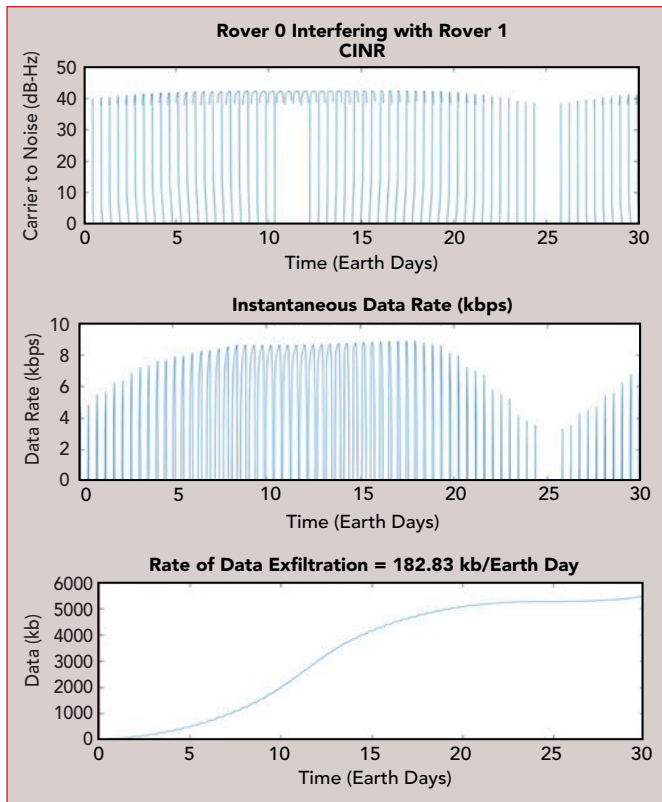 Rover 0 Interfering with Rover 1
CINR
Carrier to Noise (dB-Hz)
50
40
30
20
10
0
0 5 10 15 20 25 30
Time (Earth Days)
Instantaneous Data Rate (kbps)
Data Rate (kbps)
10
8
6
4
2
0
0 5 10 15 20 25 30
Time (Earth Days)
Rate of Data Exfiltration = 182.83 kb/Earth Day
Data (kb)
6000
5000
4000
3000
2000
1000
0
0 5 10 15 20 25 30
Time (Earth Days)